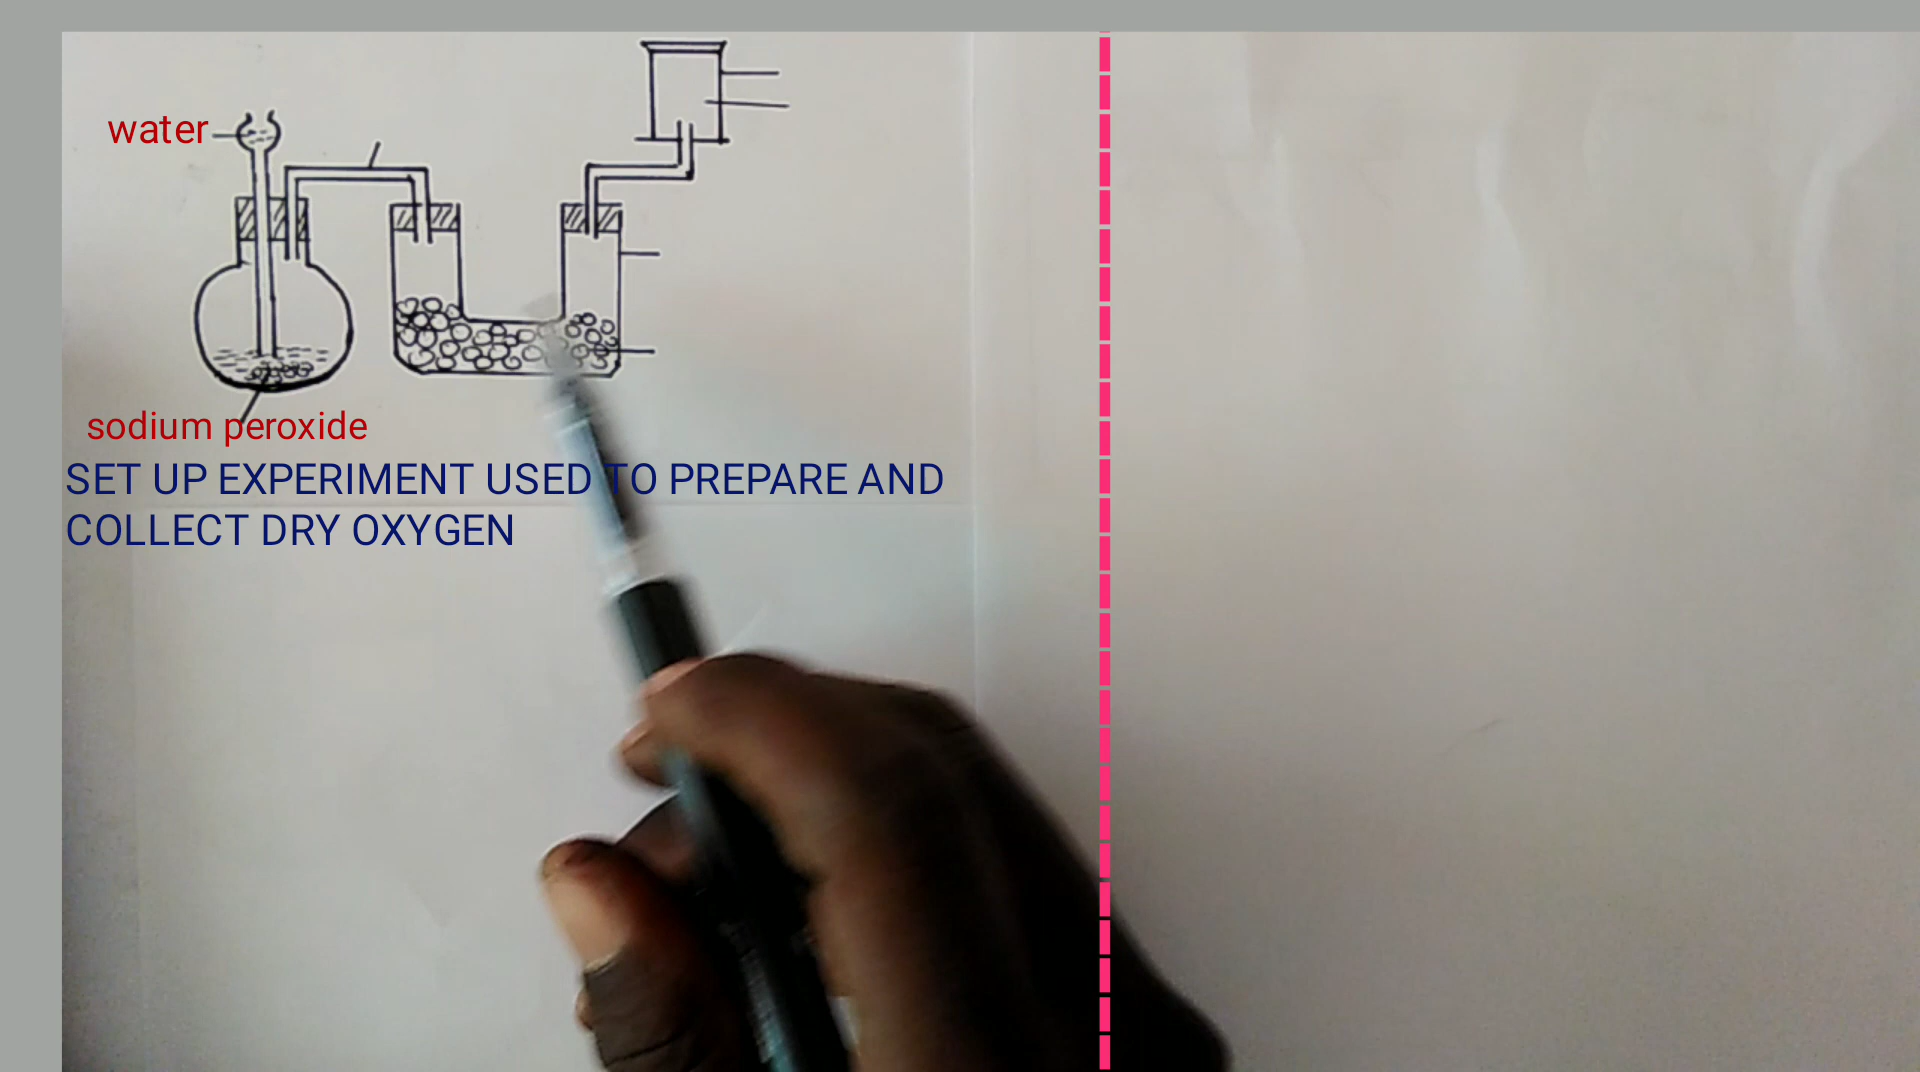 water
sodium peroxide
SET UP EXPERIMENT USED TO PREPARE AND
COLLECT DRY OXYGEN